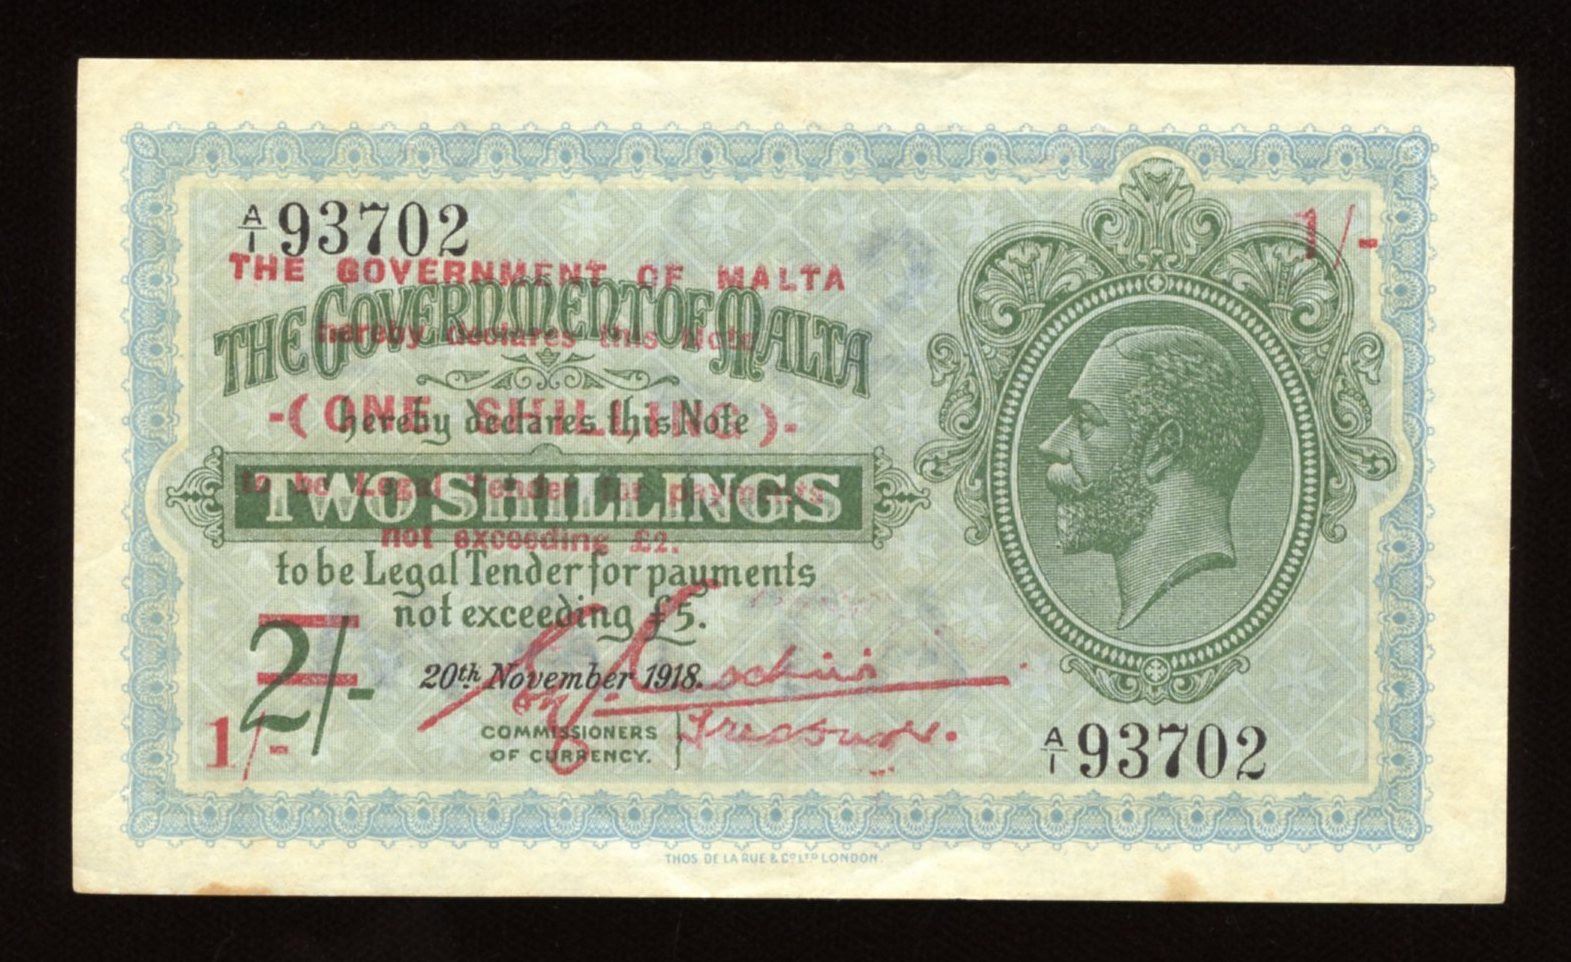 A/1 93702
1/-
THE GOVERNMENT OF MALTA
THE GOVERNMENT OF MALTA
hereby declares this Note
-(ONE SHILLING)-
hereby declares this Note
to be Legal Tender for payments
TWO SHILLINGS
not exceeding £2.
to be Legal Tender for payments
not exceeding £5.
2/-
20th November 1918.
1/-
COMMISSIONERS
OF CURRENCY.
A/1 93702
THOS. DE LA RUE & CO. LTD LONDON.